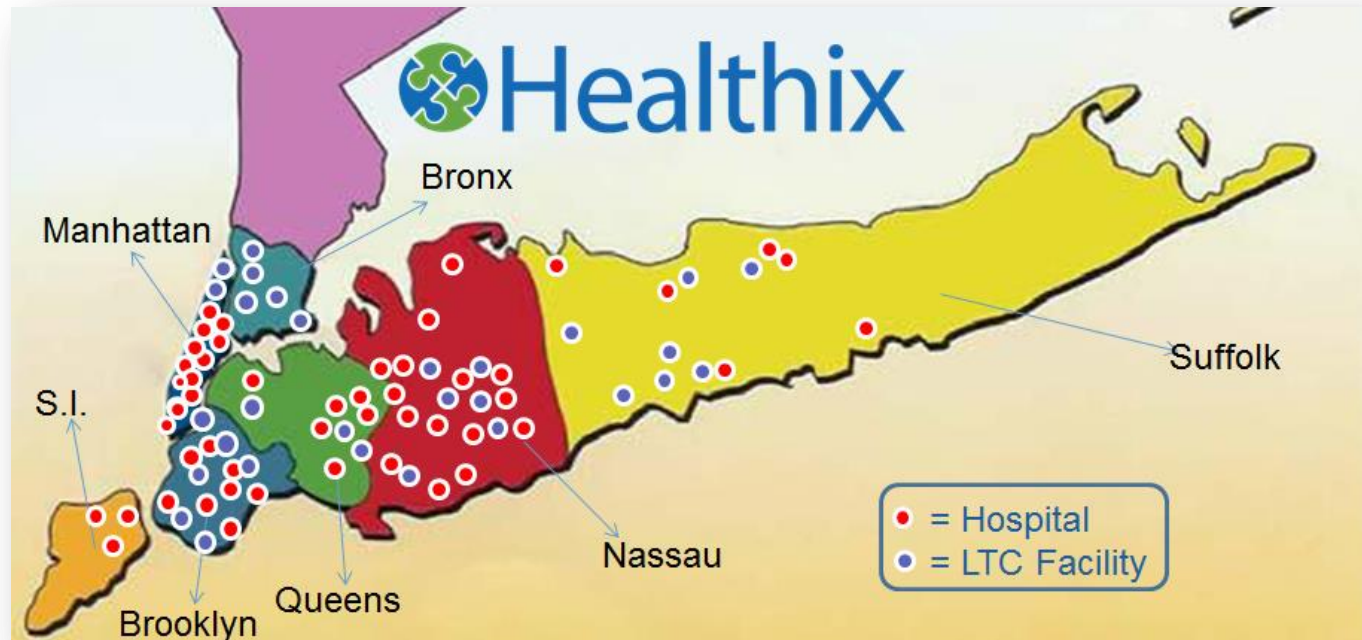 Healthix
Bronx
Manhattan
Suffolk
S.I.
Nassau
Queens
Brooklyn
= Hospital
= LTC Facility